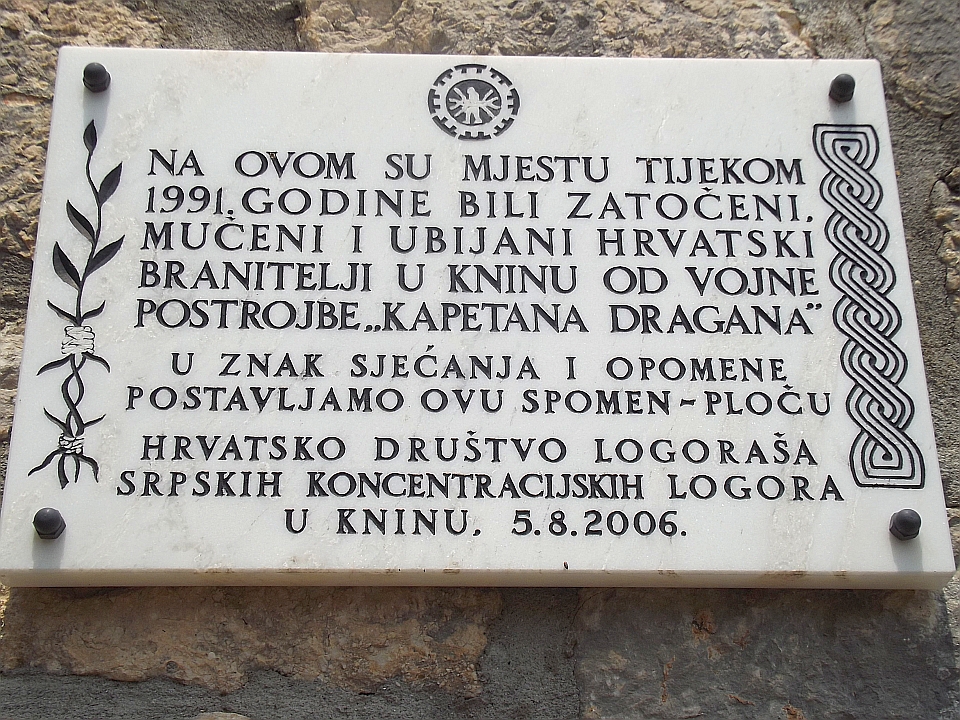 NA OVOM SU MJESTU TIJEKOM
1991. GODINE BILI ZATOČENI,
MUČENI I UBIJANI HRVATSKI
BRANITELJI U KNINU OD VOJNE
POSTROJBE „KAPETANA DRAGANA”
U ZNAK SJEĆANJA I OPOMENE
POSTAVLJAMO OVU SPOMEN-PLOČU
HRVATSKO DRUŠTVO LOGORAŠA
SRPSKIH KONCENTRACIJSKIH LOGORA
U KNINU, 5.8.2006.